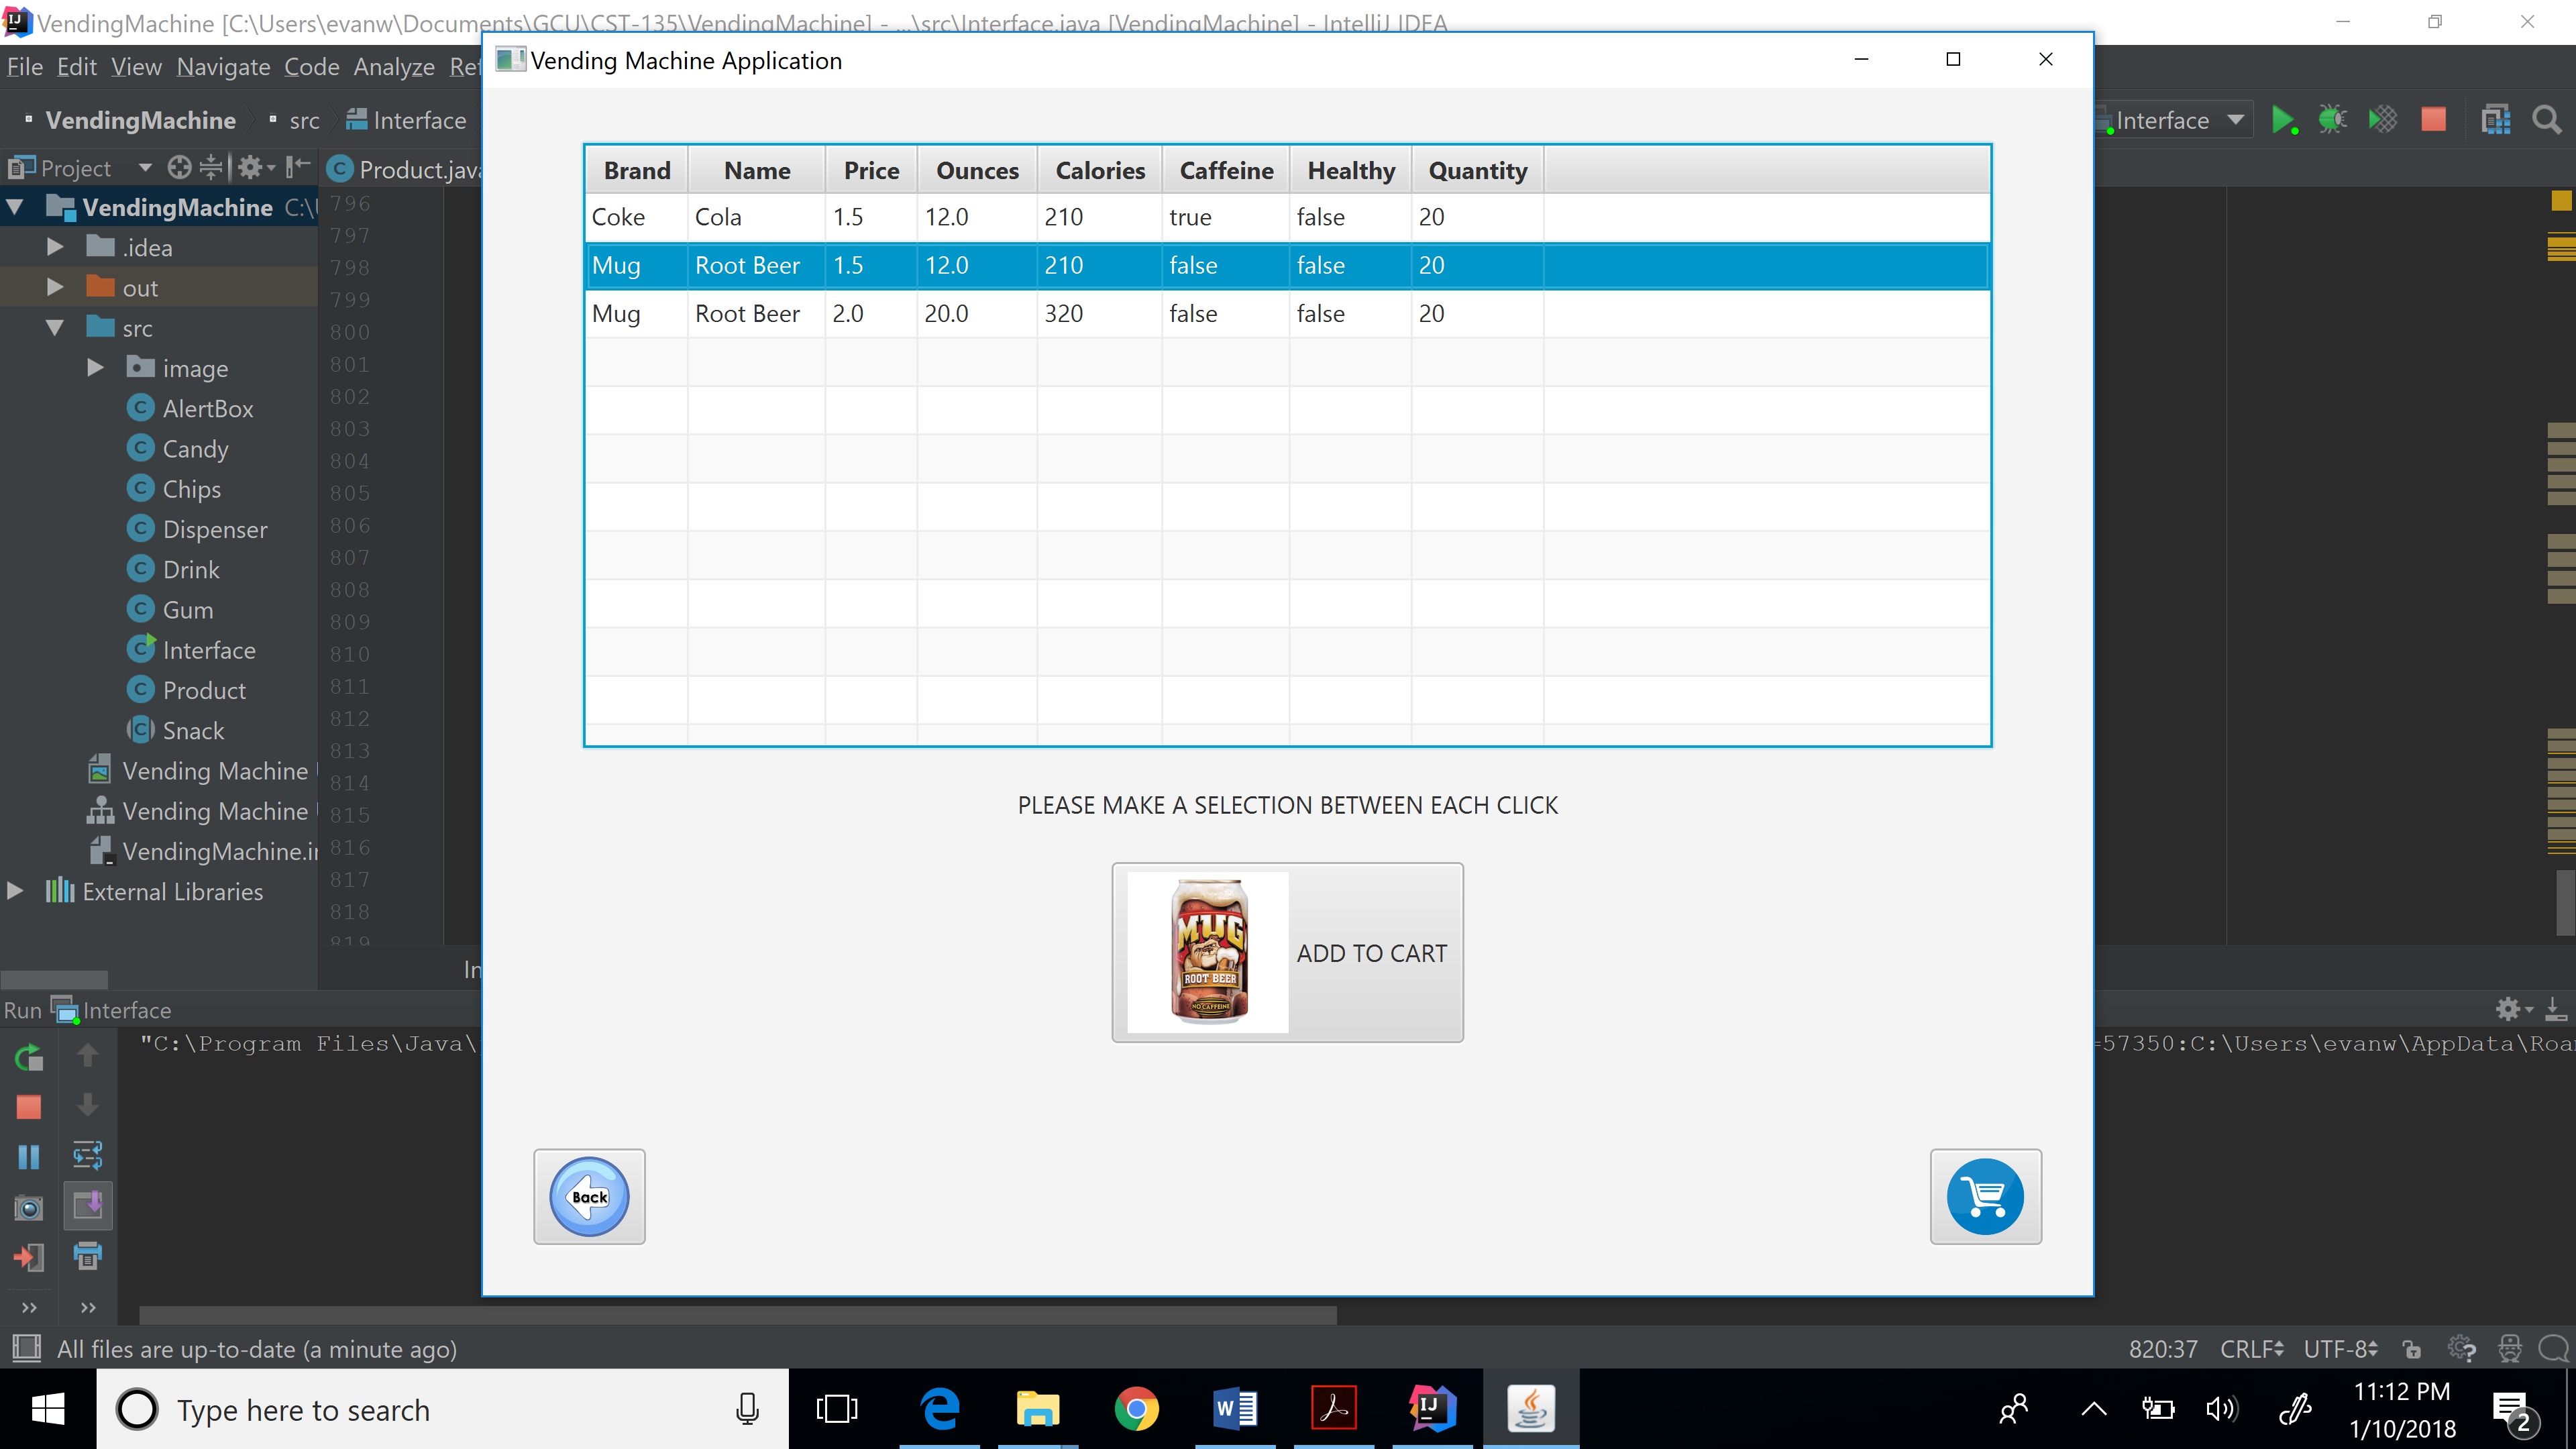 VendingMachine [C:\Users\evanw\Documents\GCU\CST-135\VendingMachine] - ...\src\Interface.java [VendingMachine] - IntelliJ IDEA
Vending Machine Application
File Edit View Navigate Code Analyze
VendingMachine src Interface
Interface
Project
Product.java
VendingMachine
.idea
out
src
image
AlertBox
Candy
Chips
Dispenser
Drink
Gum
Interface
Product
Snack
Vending Machine
Vending Machine
VendingMachine
External Libraries
796
797
798
799
800
801
802
803
804
805
806
807
808
809
810
811
812
813
814
815
816
817
818
819
Brand Name Price Ounces Calories Caffeine Healthy Quantity
Coke Cola 1.5 12.0 210 true false 20
Mug Root Beer 1.5 12.0 210 false false 20
Mug Root Beer 2.0 20.0 320 false false 20
PLEASE MAKE A SELECTION BETWEEN EACH CLICK
MUG
ROOT BEER
NO CAFFEINE
ADD TO CART
Back
Run Interface
"C:\Program Files\Java\
=57350:C:\Users\evanw\AppData\Roa
All files are up-to-date (a minute ago)
820:37 CRLF UTF-8
Type here to search
11:12 PM
1/10/2018
2